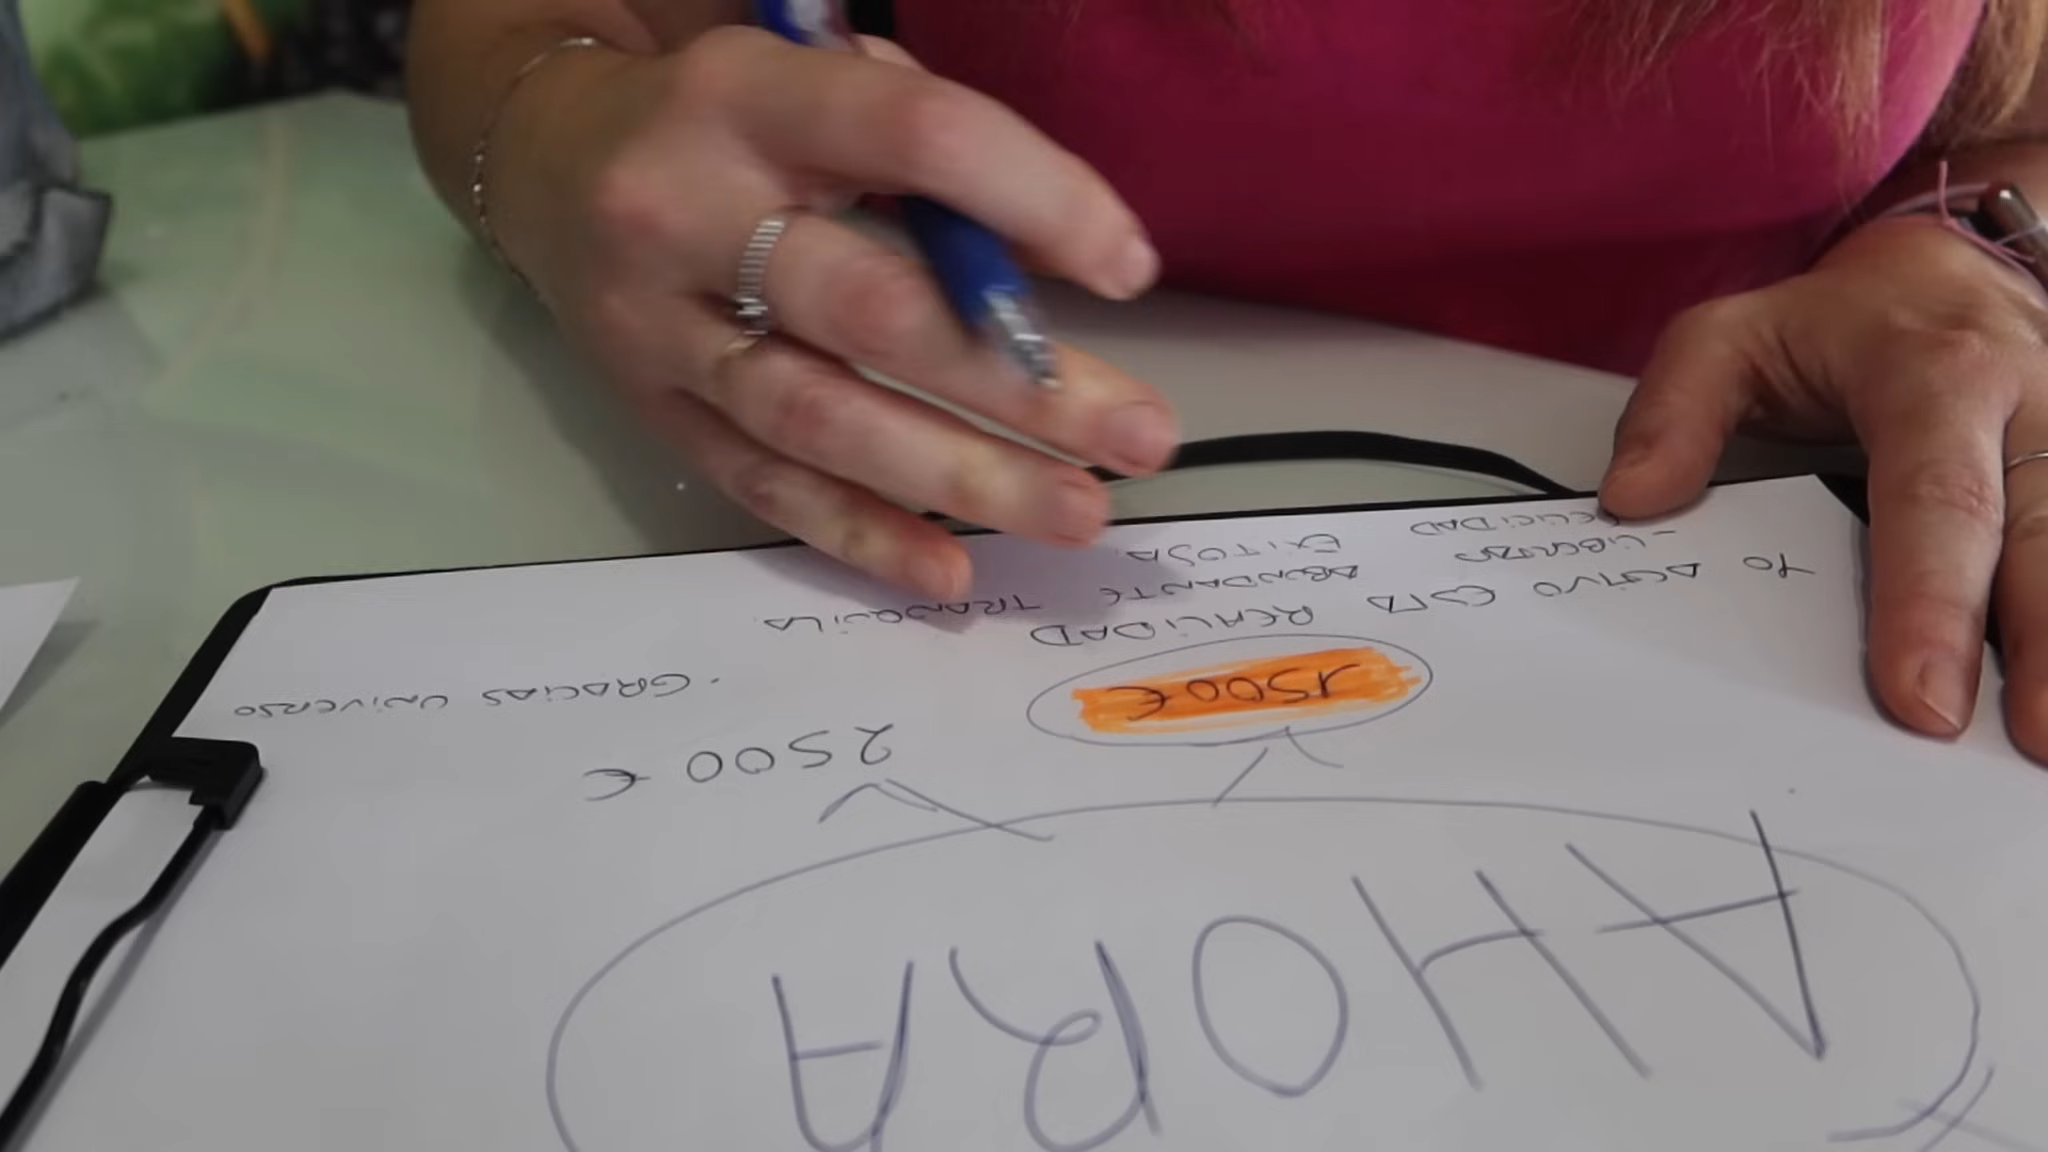 AHORA
1500 €
2500 €
YO ACTIVO ESTA REALIDAD
· GRACIAS UNIVERSO
- LIBERTAD ABUNDANTE TRANQUILA.
FELICIDAD EXITOSA